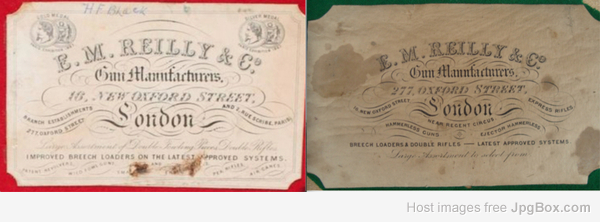 H.F. Black
E. M. REILLY & Co.
Gun Manufacturers,
16, NEW OXFORD STREET,
London
BRANCH ESTABLISHMENTS
277, OXFORD STREET
AND 2, RUE SCRIBE, PARIS.
Large Assortment of Double Shooting Guns, Double Rifles
IMPROVED BREECH LOADERS ON THE LATEST APPROVED SYSTEMS.
AIR CANES.
E. M. REILLY & Co.
Gun Manufacturers,
277, OXFORD STREET,
16, NEW OXFORD STREET
London
EXPRESS RIFLES
NEAR REGENT CIRCUS
HAMMERLESS GUNS
EJECTOR HAMMERLESS
BREECH LOADERS & DOUBLE RIFLES — LATEST APPROVED SYSTEMS
Large Assortment to select from
Host images free JpgBox.com